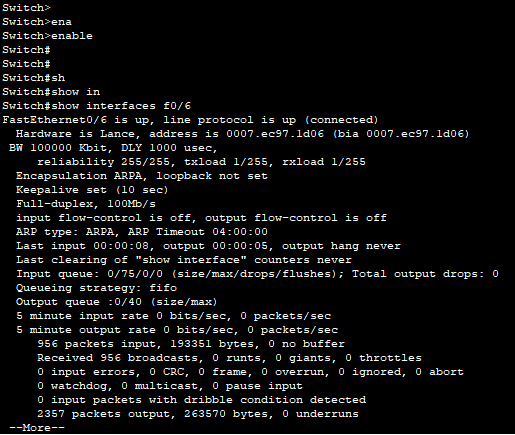 Switch>
Switch>ena
Switch>enable
Switch#
Switch#
Switch#sh
Switch#show in
Switch#show interfaces f0/6
FastEthernet0/6 is up, line protocol is up (connected)
Hardware is Lance, address is 0007.ec97.1d06 (bia 0007.ec97.1d06)
BW 100000 Kbit, DLY 1000 usec,
reliability 255/255, txload 1/255, rxload 1/255
Encapsulation ARPA, loopback not set
Keepalive set (10 sec)
Full-duplex, 100Mb/s
input flow-control is off, output flow-control is off
ARP type: ARPA, ARP Timeout 04:00:00
Last input 00:00:08, output 00:00:05, output hang never
Last clearing of "show interface" counters never
Input queue: 0/75/0/0 (size/max/drops/flushes); Total output drops: 0
Queueing strategy: fifo
Output queue :0/40 (size/max)
5 minute input rate 0 bits/sec, 0 packets/sec
5 minute output rate 0 bits/sec, 0 packets/sec
956 packets input, 193351 bytes, 0 no buffer
Received 956 broadcasts, 0 runts, 0 giants, 0 throttles
0 input errors, 0 CRC, 0 frame, 0 overrun, 0 ignored, 0 abort
0 watchdog, 0 multicast, 0 pause input
0 input packets with dribble condition detected
2357 packets output, 263570 bytes, 0 underruns
--More--